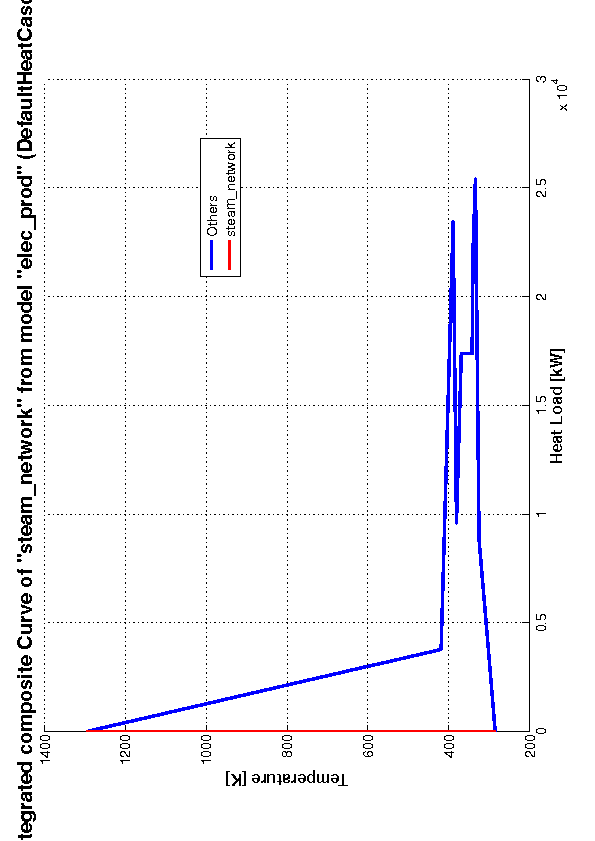 tegrated composite Curve of "steam_network" from model "elec_prod" (DefaultHeatCasc
Temperature [K]
1400
1200
1000
800
600
400
200
Others
steam_network
0
0.5
1
1.5
2
2.5
3
x 10^4
Heat Load [kW]